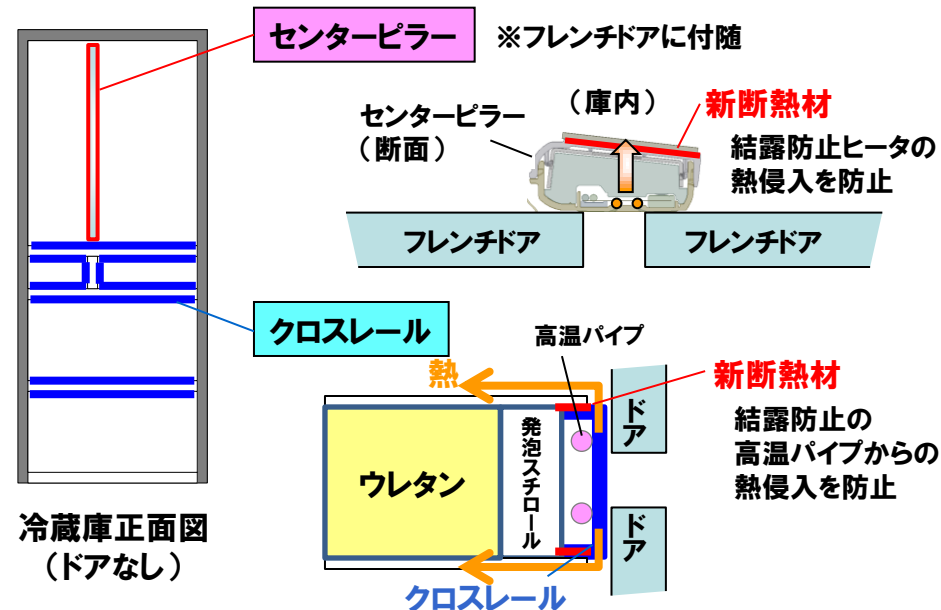 センターピラー
※フレンチドアに付随
センターピラー
（断面）
（庫内）
新断熱材
結露防止ヒータの
熱侵入を防止
フレンチドア
フレンチドア
クロスレール
高温パイプ
熱
新断熱材
結露防止の
高温パイプからの
熱侵入を防止
ドア
ウレタン
発泡スチロール
ドア
クロスレール
冷蔵庫正面図
（ドアなし）